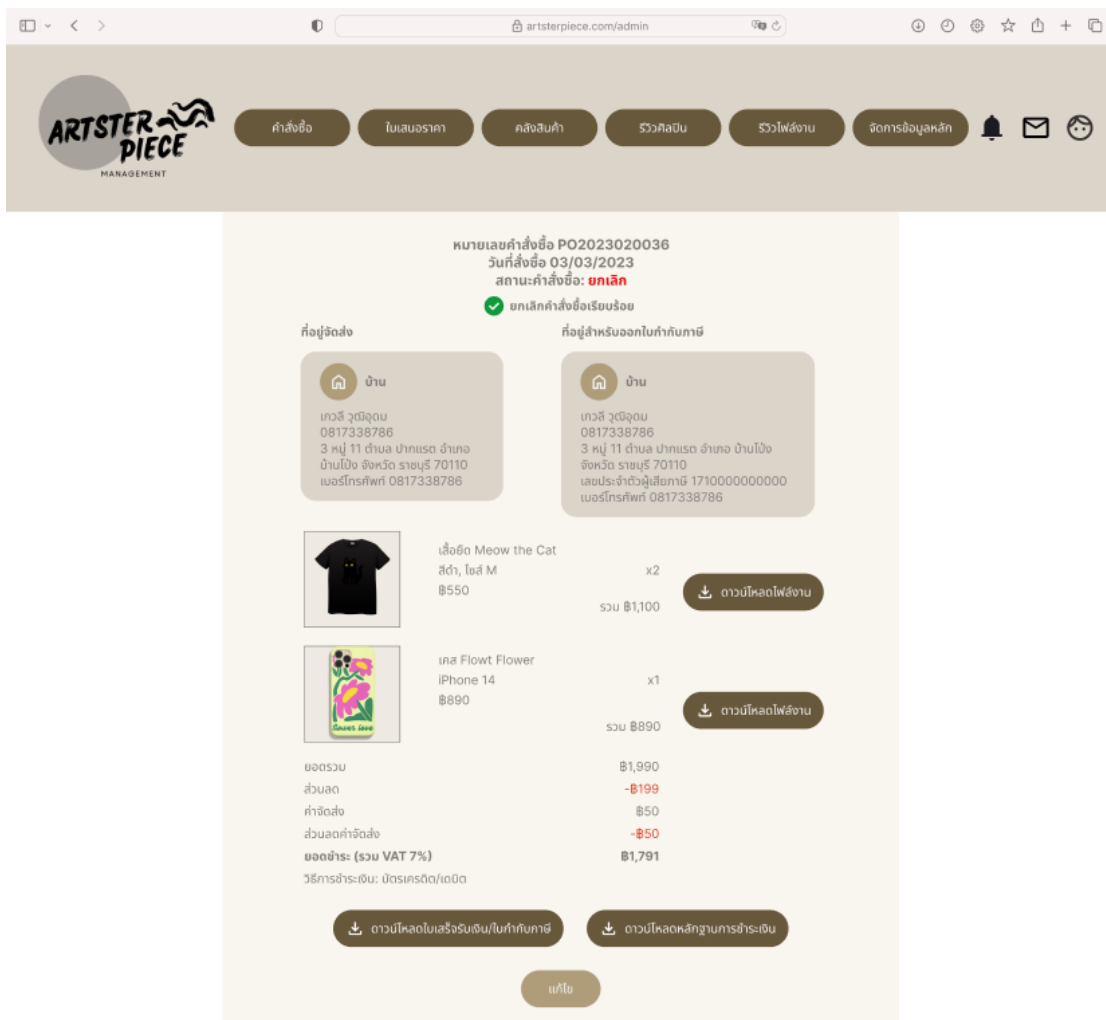 artsterpiece.com/admin
ARTSTER PIECE
MANAGEMENT
คำสั่งซื้อ
ใบเสนอราคา
คลังสินค้า
รีวิวศิลปิน
รีวิวไฟล์งาน
จัดการข้อมูลหลัก
หมายเลขคำสั่งซื้อ PO2023020036
วันที่สั่งซื้อ 03/03/2023
สถานะคำสั่งซื้อ: ยกเลิก
ยกเลิกคำสั่งซื้อเรียบร้อย
ที่อยู่จัดส่ง
บ้าน
เกวลี วุฒิอุดม
0817338786
3 หมู่ 11 ตำบล ปากแรต อำเภอ
บ้านโป่ง จังหวัด ราชบุรี 70110
เบอร์โทรศัพท์ 0817338786
ที่อยู่สำหรับออกใบกำกับภาษี
บ้าน
เกวลี วุฒิอุดม
0817338786
3 หมู่ 11 ตำบล ปากแรต อำเภอ บ้านโป่ง
จังหวัด ราชบุรี 70110
เลขประจำตัวผู้เสียภาษี 1710000000000
เบอร์โทรศัพท์ 0817338786
เสื้อยืด Meow the Cat
สีดำ, ไซส์ M x2
฿550
รวม ฿1,100
ดาวน์โหลดไฟล์งาน
flower love
เคส Flowt Flower
iPhone 14 x1
฿890
รวม ฿890
ดาวน์โหลดไฟล์งาน
ยอดรวม ฿1,990
ส่วนลด -฿199
ค่าจัดส่ง ฿50
ส่วนลดค่าจัดส่ง -฿50
ยอดชำระ (รวม VAT 7%) ฿1,791
วิธีการชำระเงิน: บัตรเครดิต/เดบิต
ดาวน์โหลดใบเสร็จรับเงิน/ใบกำกับภาษี
ดาวน์โหลดหลักฐานการชำระเงิน
แก้ไข